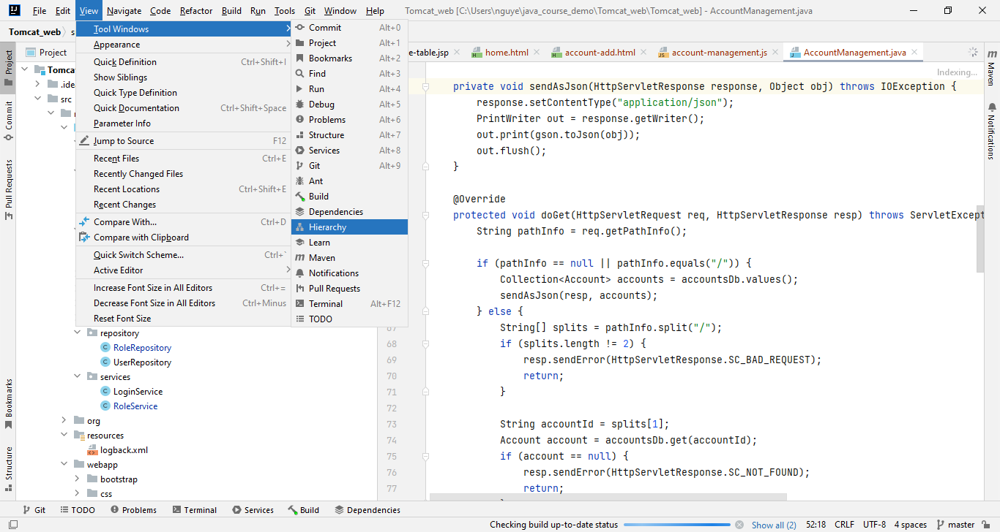 File Edit View Navigate Code Refactor Build Run Tools Git Window Help Tomcat_web [C:\Users\nguye\java_course_demo\Tomcat_web\Tomcat_web] - AccountManagement.java
Tomcat_web
Project
e-table.jsp
home.html
account-add.html
account-management.js
AccountManagement.java
Tool Windows
Appearance
Quick Definition Ctrl+Shift+I
Show Siblings
Quick Type Definition
Quick Documentation Ctrl+Shift+Space
Parameter Info
Jump to Source F12
Recent Files Ctrl+E
Recently Changed Files
Recent Locations Ctrl+Shift+E
Recent Changes
Compare With... Ctrl+D
Compare with Clipboard
Quick Switch Scheme... Ctrl+`
Active Editor
Increase Font Size in All Editors Ctrl+=
Decrease Font Size in All Editors Ctrl+Minus
Reset Font Size
Commit Alt+0
Project Alt+1
Bookmarks Alt+2
Find Alt+3
Run Alt+4
Debug Alt+5
Problems Alt+6
Structure Alt+7
Services Alt+8
Git Alt+9
Ant
Build
Dependencies
Hierarchy
Learn
Maven
Notifications
Pull Requests
Terminal Alt+F12
TODO
Project
Commit
Pull Requests
Bookmarks
Structure
.ide
src
repository
RoleRepository
UserRepository
services
LoginService
RoleService
org
resources
logback.xml
webapp
bootstrap
css
Indexing...
private void sendAsJson(HttpServletResponse response, Object obj) throws IOException {
response.setContentType("application/json");
PrintWriter out = response.getWriter();
out.print(gson.toJson(obj));
out.flush();
}
@Override
protected void doGet(HttpServletRequest req, HttpServletResponse resp) throws ServletExcept
String pathInfo = req.getPathInfo();
if (pathInfo == null || pathInfo.equals("/")) {
Collection<Account> accounts = accountsDb.values();
sendAsJson(resp, accounts);
} else {
67 String[] splits = pathInfo.split("/");
68 if (splits.length != 2) {
69 resp.sendError(HttpServletResponse.SC_BAD_REQUEST);
70 return;
71 }
72
73 String accountId = splits[1];
74 Account account = accountsDb.get(accountId);
75 if (account == null) {
76 resp.sendError(HttpServletResponse.SC_NOT_FOUND);
77 return;
Maven
Notifications
Git TODO Problems Terminal Services Build Dependencies
Checking build up-to-date status Show all (2) 52:18 CRLF UTF-8 4 spaces master